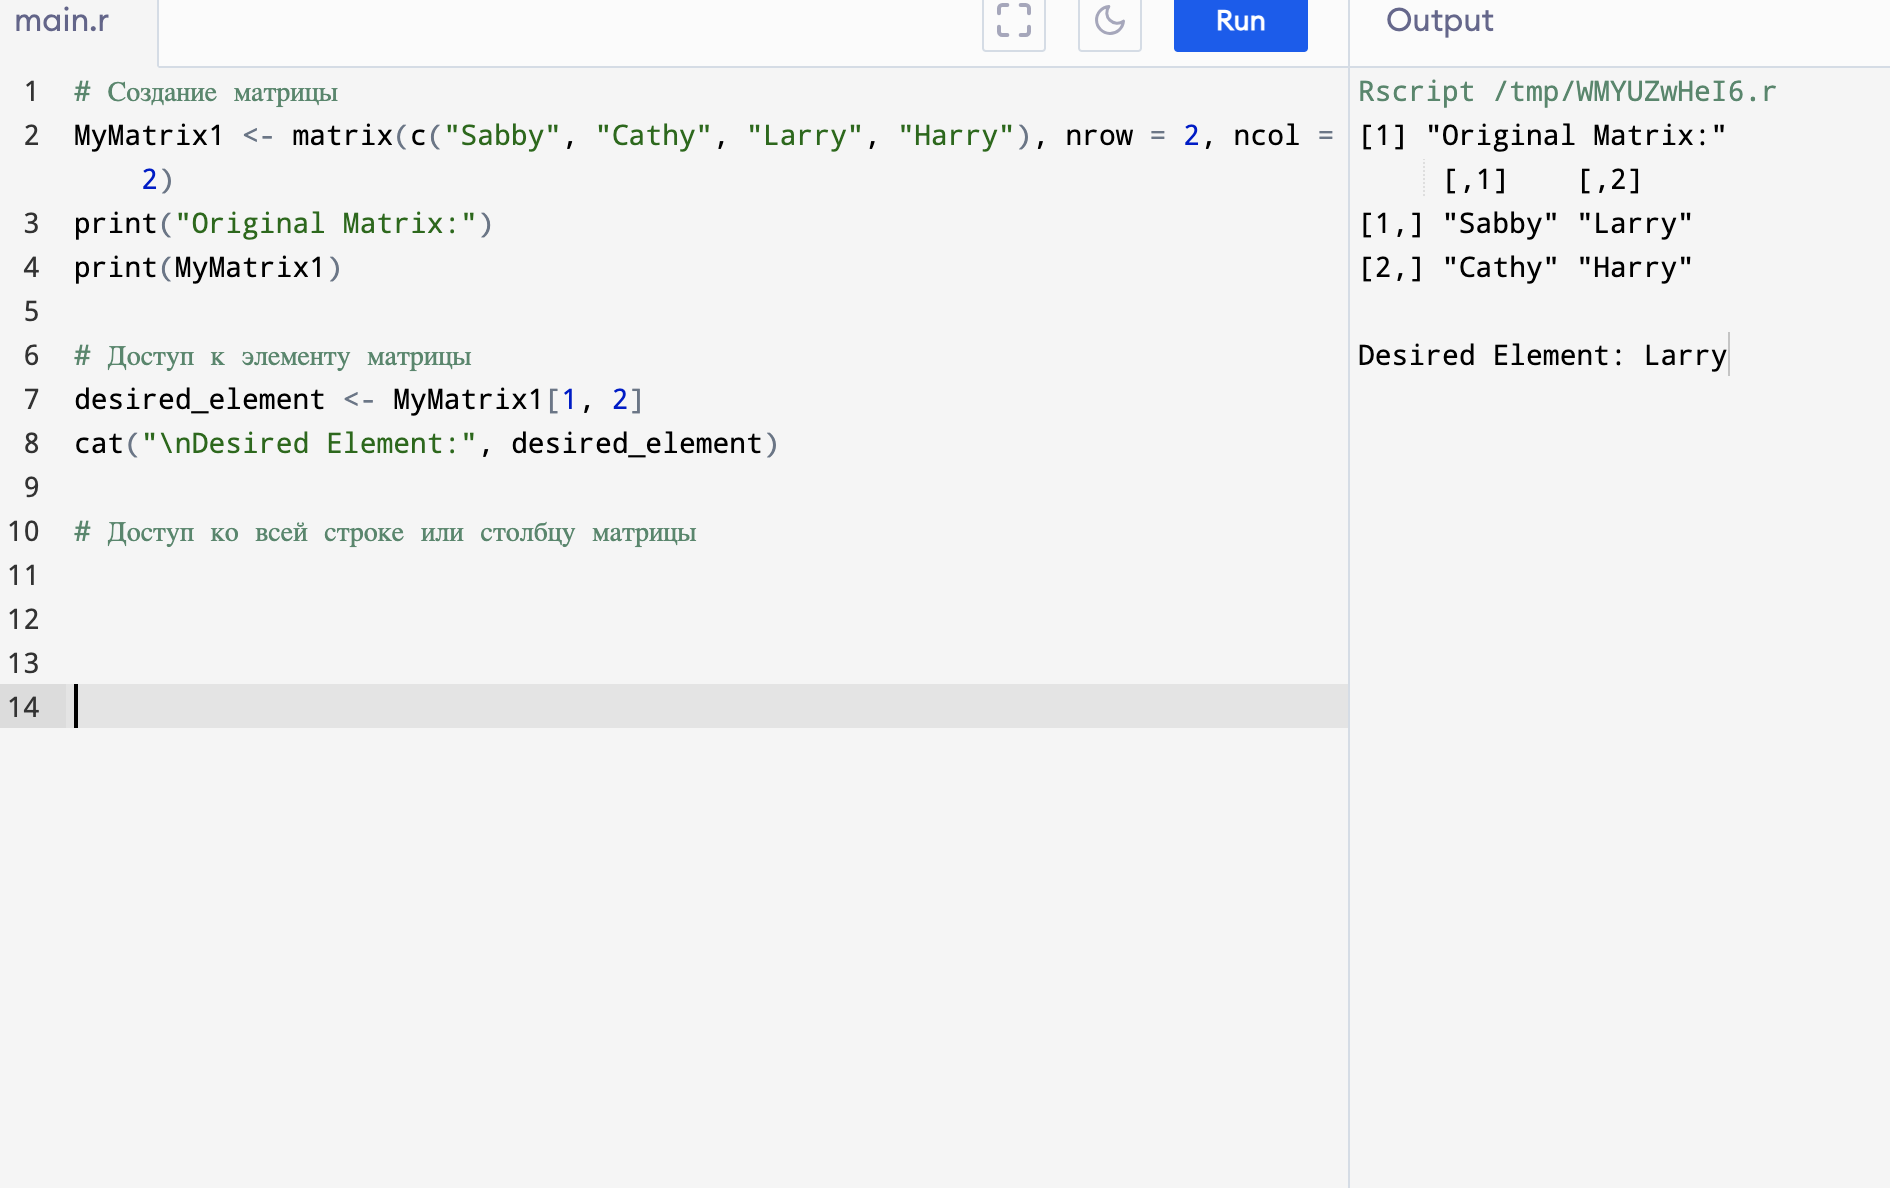 main.r
Run
Output
1 # Создание матрицы
2 MyMatrix1 <- matrix(c("Sabby", "Cathy", "Larry", "Harry"), nrow = 2, ncol =
2)
3 print("Original Matrix:")
4 print(MyMatrix1)
5
6 # Доступ к элементу матрицы
7 desired_element <- MyMatrix1[1, 2]
8 cat("\nDesired Element:", desired_element)
9
10 # Доступ ко всей строке или столбцу матрицы
11
12
13
14
Rscript /tmp/WMYUZwHeI6.r
[1] "Original Matrix:"
[,1] [,2]
[1,] "Sabby" "Larry"
[2,] "Cathy" "Harry"
Desired Element: Larry